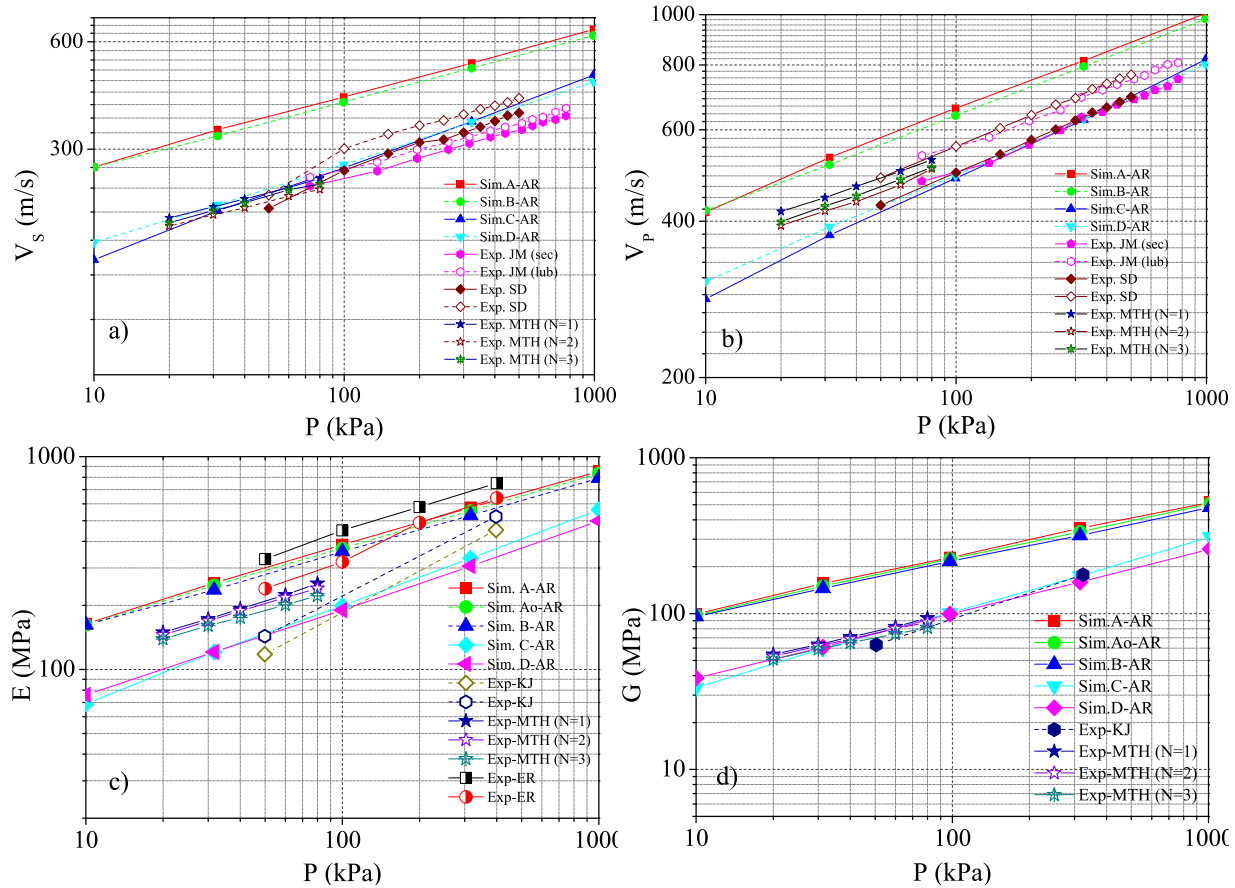 600
300
V_S (m/s)
a)
Sim.A-AR
Sim.B-AR
Sim.C-AR
Sim.D-AR
Exp. JM (sec)
Exp. JM (lub)
Exp. SD
Exp. SD
Exp. MTH (N=1)
Exp. MTH (N=2)
Exp. MTH (N=3)
10
100
1000
P (kPa)
1000
800
600
400
200
V_P (m/s)
b)
Sim.A-AR
Sim.B-AR
Sim.C-AR
Sim.D-AR
Exp. JM (sec)
Exp. JM (lub)
Exp. SD
Exp. SD
Exp. MTH (N=1)
Exp. MTH (N=2)
Exp. MTH (N=3)
10
100
1000
P (kPa)
1000
100
E (MPa)
c)
Sim. A-AR
Sim. Ao-AR
Sim. B-AR
Sim. C-AR
Sim. D-AR
Exp-KJ
Exp-KJ
Exp-MTH (N=1)
Exp-MTH (N=2)
Exp-MTH (N=3)
Exp-ER
Exp-ER
10
100
1000
P (kPa)
1000
100
10
G (MPa)
d)
Sim.A-AR
Sim.Ao-AR
Sim.B-AR
Sim.C-AR
Sim.D-AR
Exp-KJ
Exp-MTH (N=1)
Exp-MTH (N=2)
Exp-MTH (N=3)
10
100
1000
P (kPa)